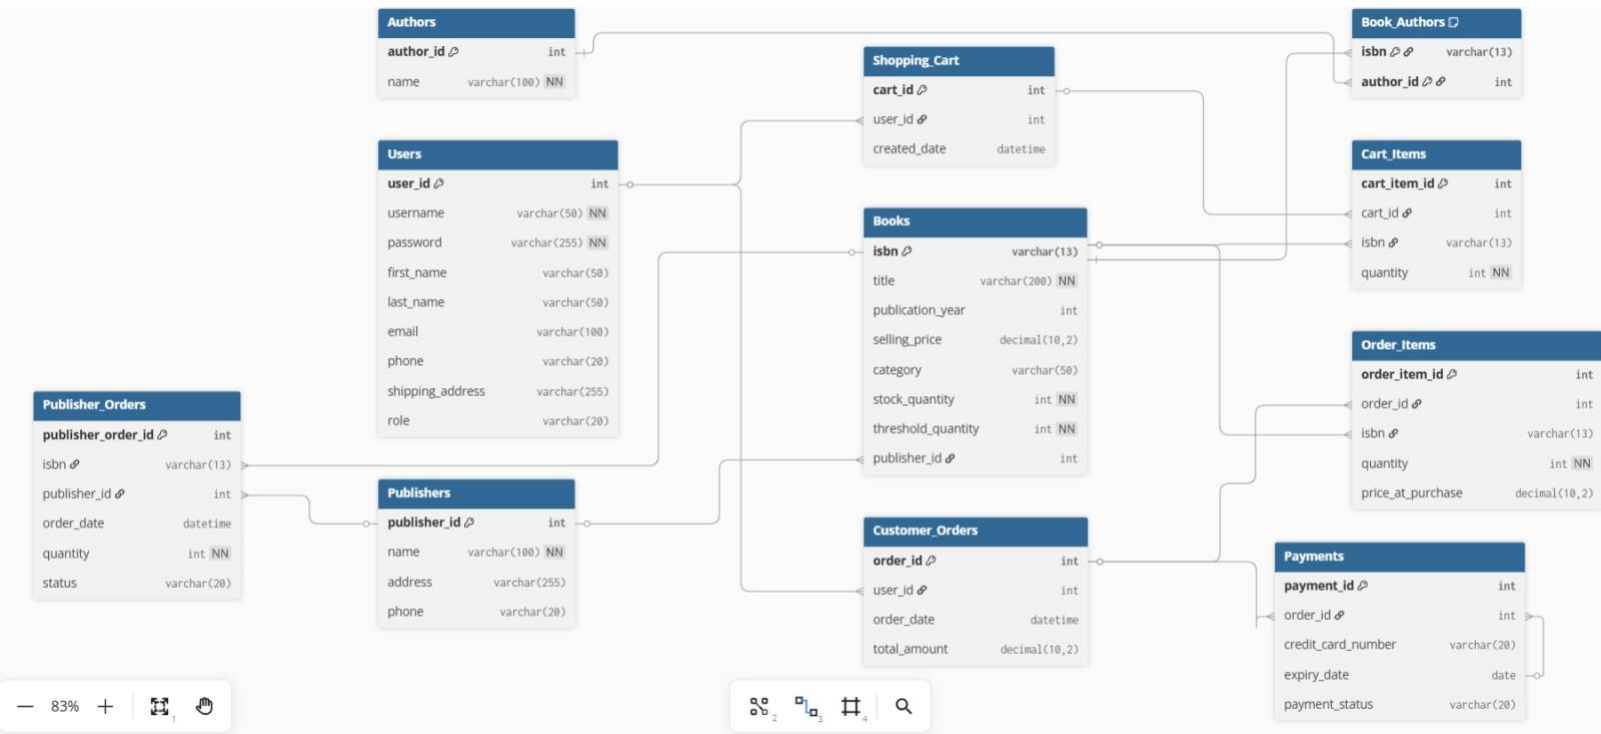 Authors
author_id int
name varchar(100) NN
Users
user_id int
username varchar(50) NN
password varchar(255) NN
first_name varchar(50)
last_name varchar(50)
email varchar(100)
phone varchar(20)
shipping_address varchar(255)
role varchar(20)
Publisher_Orders
publisher_order_id int
isbn varchar(13)
publisher_id int
order_date datetime
quantity int NN
status varchar(20)
Publishers
publisher_id int
name varchar(100) NN
address varchar(255)
phone varchar(20)
Shopping_Cart
cart_id int
user_id int
created_date datetime
Books
isbn varchar(13)
title varchar(200) NN
publication_year int
selling_price decimal(10,2)
category varchar(50)
stock_quantity int NN
threshold_quantity int NN
publisher_id int
Customer_Orders
order_id int
user_id int
order_date datetime
total_amount decimal(10,2)
Book_Authors
isbn varchar(13)
author_id int
Cart_Items
cart_item_id int
cart_id int
isbn varchar(13)
quantity int NN
Order_Items
order_item_id int
order_id int
isbn varchar(13)
quantity int NN
price_at_purchase decimal(10,2)
Payments
payment_id int
order_id int
credit_card_number varchar(20)
expiry_date date
payment_status varchar(20)
83%
1
2
3
4